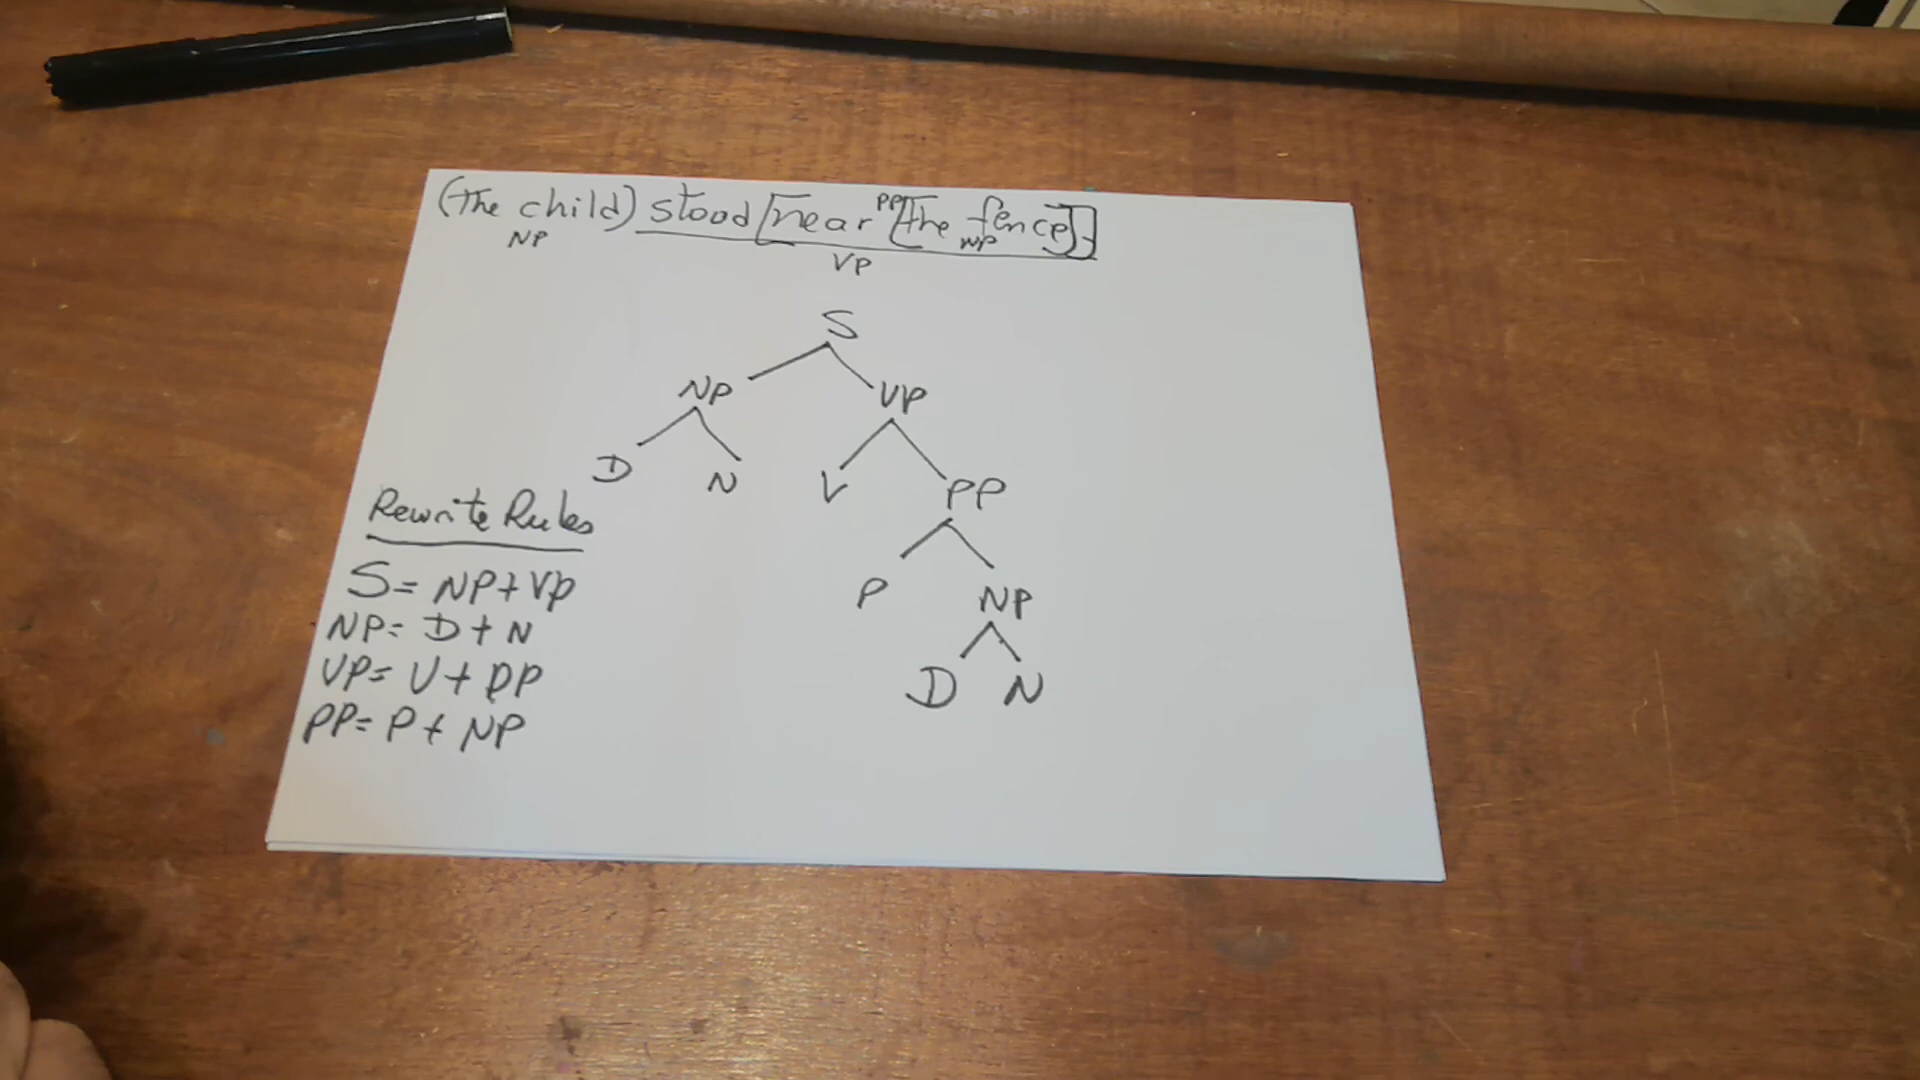 (The child) stood [near [the fence]].
PP
NP
NP
VP
S
NP VP
D N V PP
P NP
D N
Rewrite Rules
S = NP + VP
NP = D + N
VP = V + PP
PP = P + NP